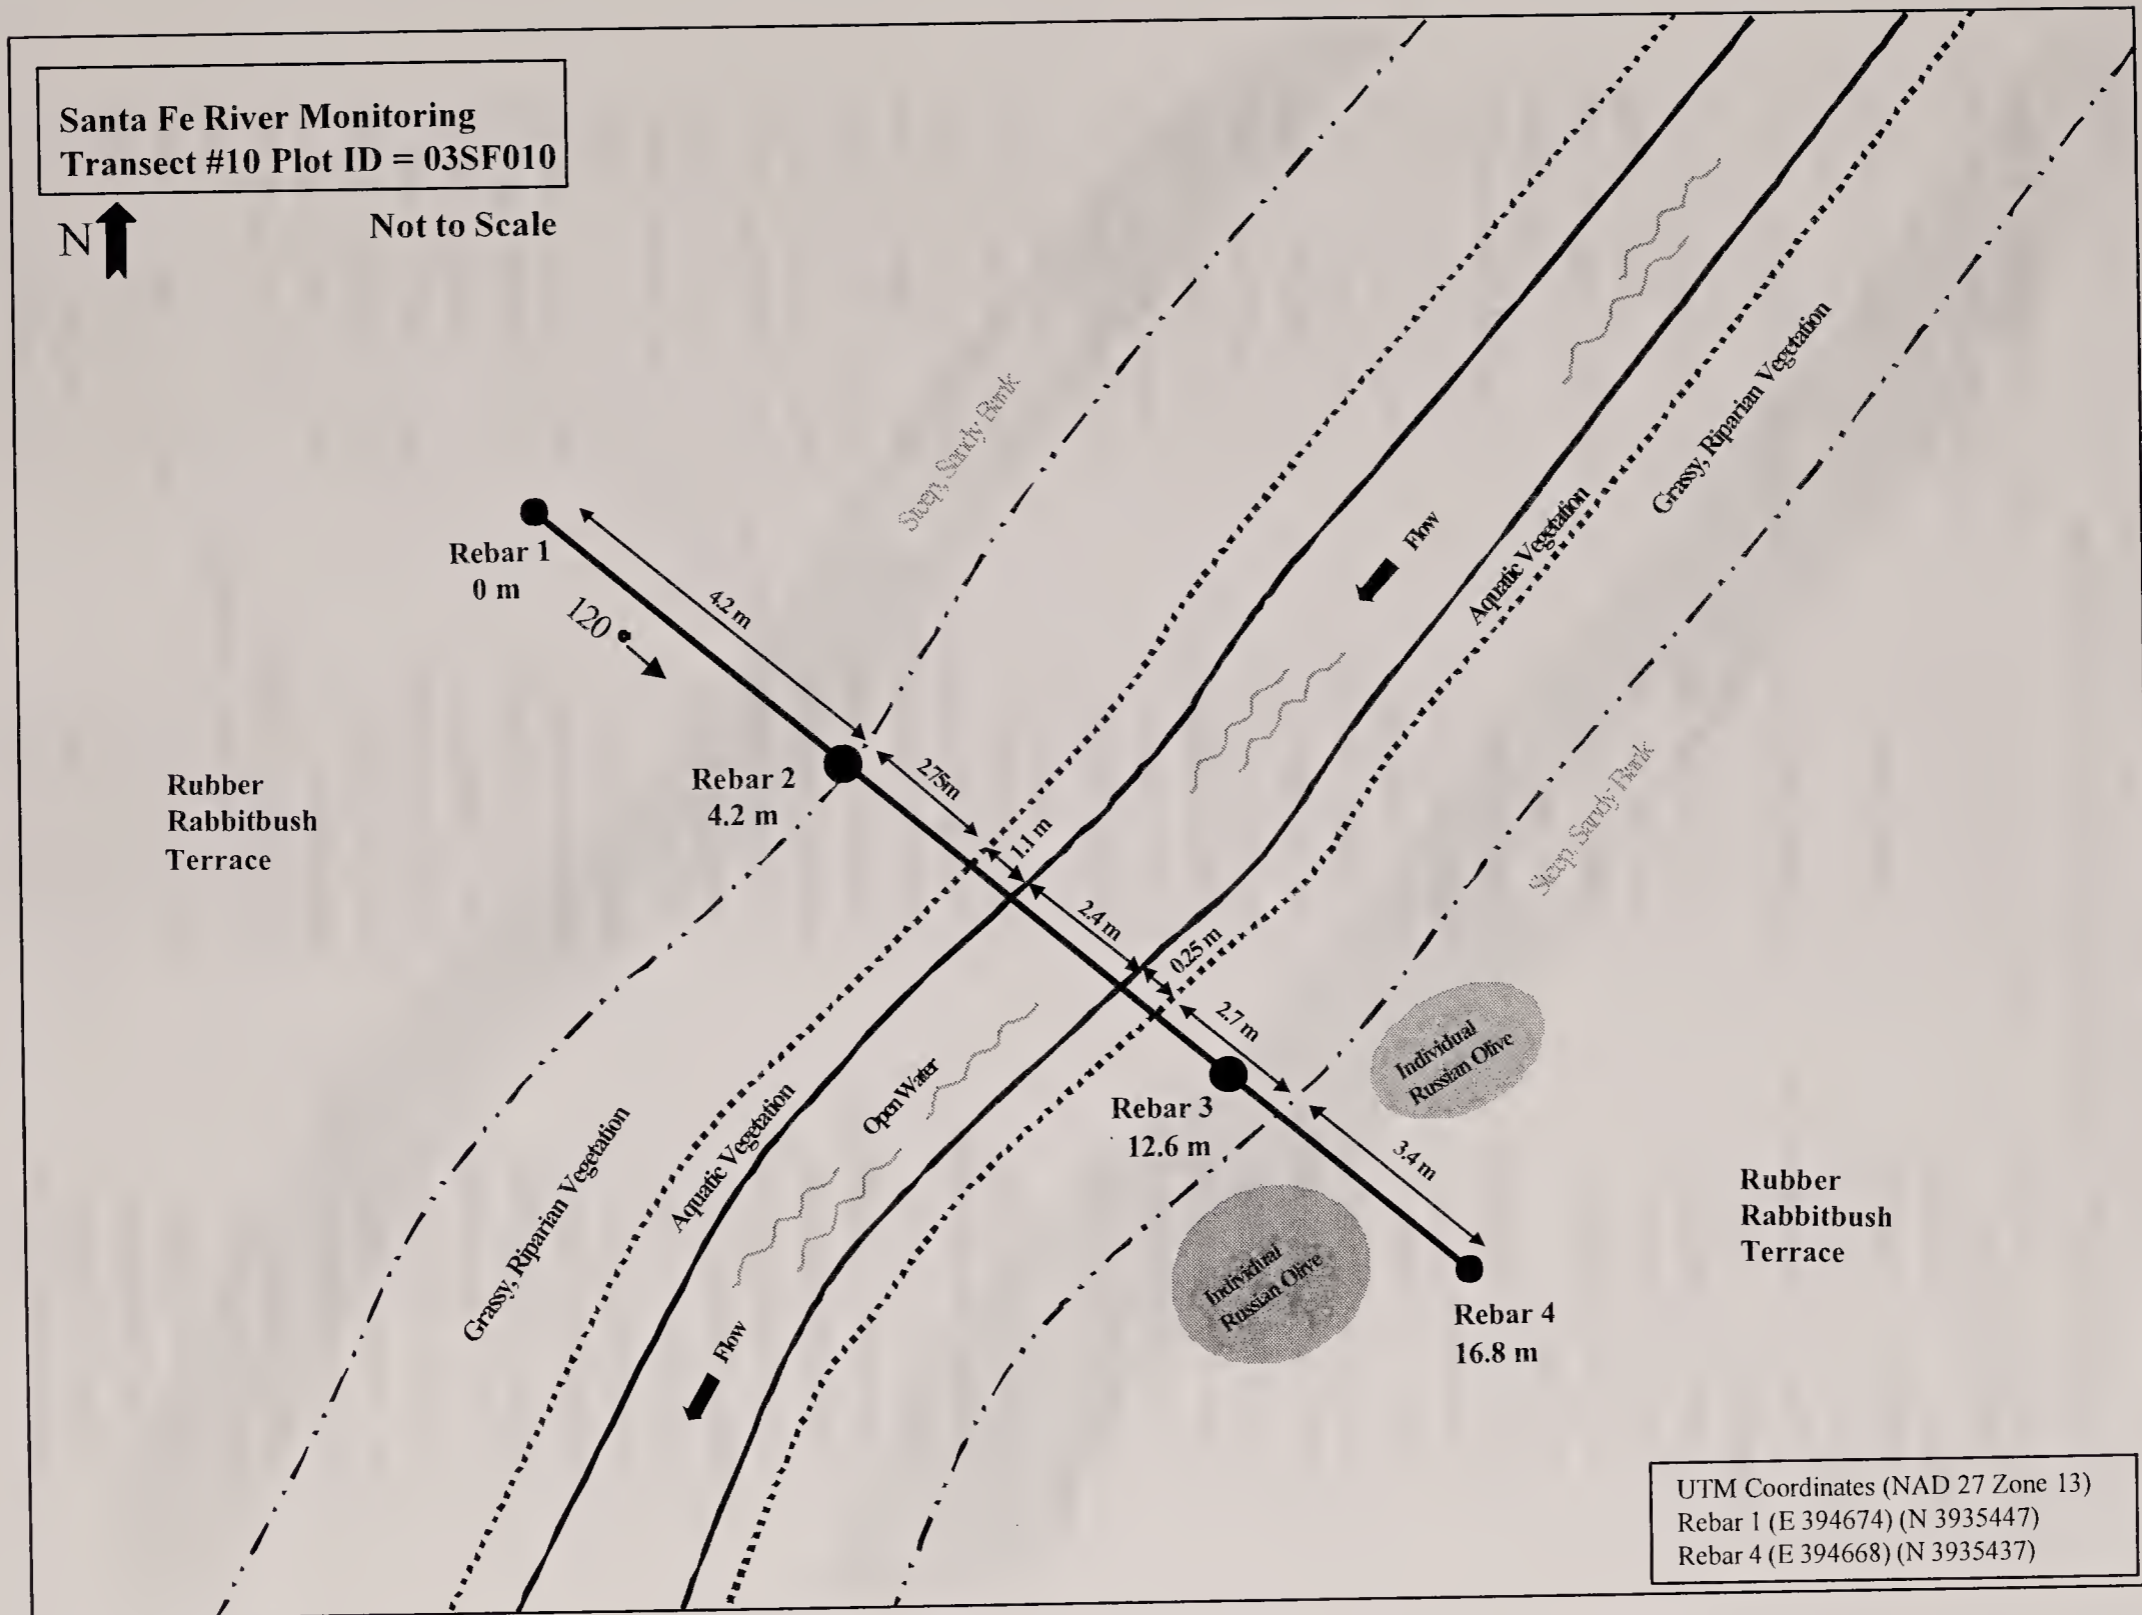 Santa Fe River Monitoring
Transect #10 Plot ID = 03SF010
N
Not to Scale
Steep, Sandy Bank
Grassy, Riparian Vegetation
Aquatic Vegetation
Flow
Rebar 1
0 m
120°
4.2 m
Rubber
Rabbitbush
Terrace
Rebar 2
4.2 m
2.75m
1.1 m
2.4 m
0.25 m
2.7 m
Steep, Sandy Bank
Individual
Russian Olive
Rebar 3
12.6 m
3.4 m
Open Water
Aquatic Vegetation
Grassy, Riparian Vegetation
Individual
Russian Olive
Flow
Rubber
Rabbitbush
Terrace
Rebar 4
16.8 m
UTM Coordinates (NAD 27 Zone 13)
Rebar 1 (E 394674) (N 3935447)
Rebar 4 (E 394668) (N 3935437)